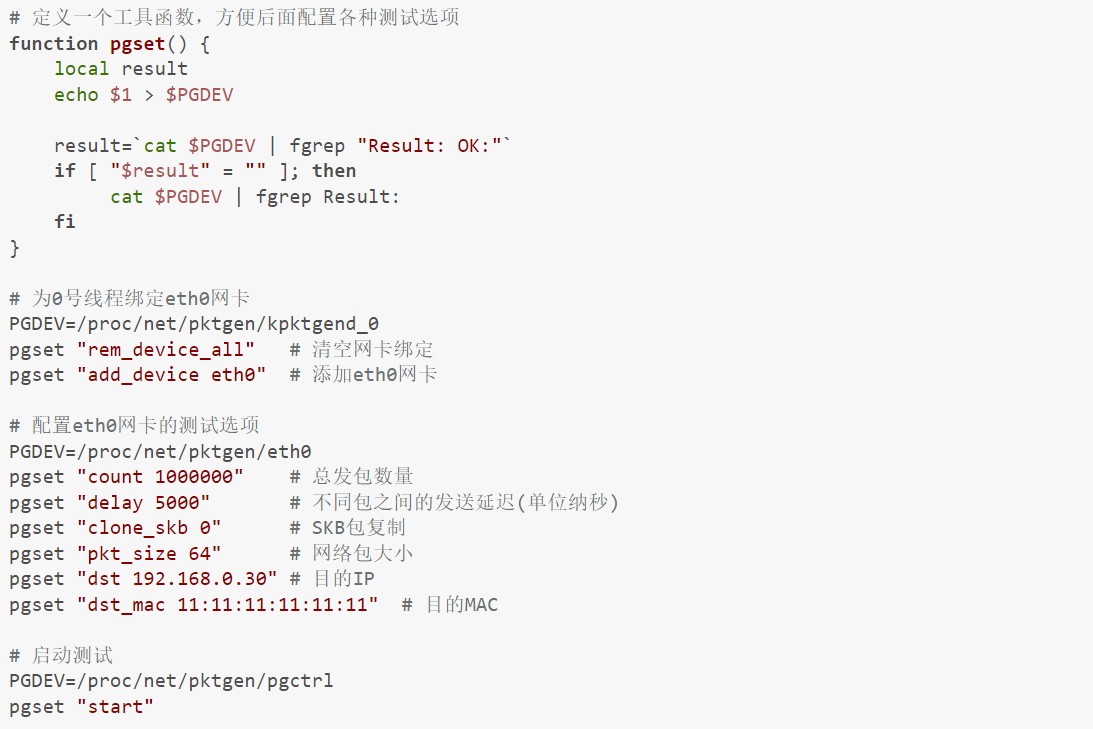 # 定义一个工具函数，方便后面配置各种测试选项
function pgset() {
    local result
    echo $1 > $PGDEV

    result=`cat $PGDEV | fgrep "Result: OK:"`
    if [ "$result" = "" ]; then
         cat $PGDEV | fgrep Result:
    fi
}

# 为0号线程绑定eth0网卡
PGDEV=/proc/net/pktgen/kpktgend_0
pgset "rem_device_all"   # 清空网卡绑定
pgset "add_device eth0"  # 添加eth0网卡

# 配置eth0网卡的测试选项
PGDEV=/proc/net/pktgen/eth0
pgset "count 1000000"    # 总发包数量
pgset "delay 5000"       # 不同包之间的发送延迟(单位纳秒)
pgset "clone_skb 0"      # SKB包复制
pgset "pkt_size 64"      # 网络包大小
pgset "dst 192.168.0.30" # 目的IP
pgset "dst_mac 11:11:11:11:11:11"  # 目的MAC

# 启动测试
PGDEV=/proc/net/pktgen/pgctrl
pgset "start"